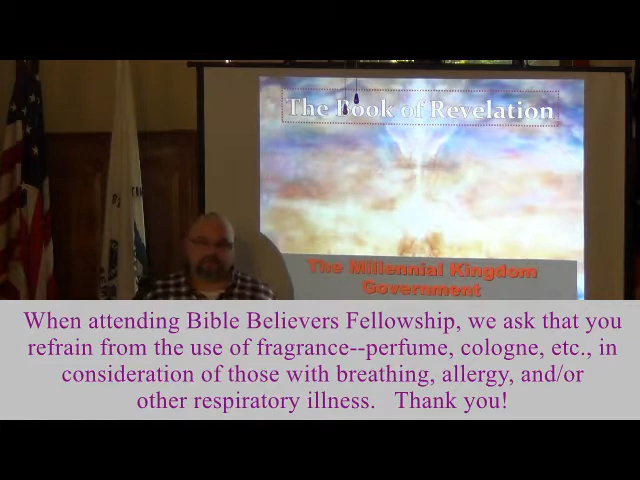 The Book of Revelation
The Millennial Kingdom
Government
When attending Bible Believers Fellowship, we ask that you
refrain from the use of fragrance--perfume, cologne, etc., in
consideration of those with breathing, allergy, and/or
other respiratory illness. Thank you!